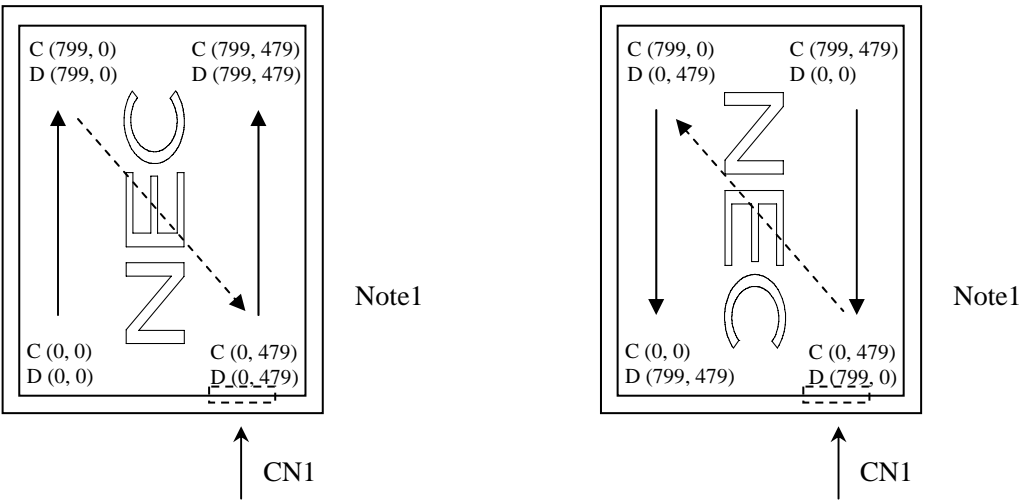 C (799, 0) C (799, 479)
D (799, 0) D (799, 479)
NEC
C (0, 0) C (0, 479)
D (0, 0) D (0, 479)
Note1
CN1
C (799, 0) C (799, 479)
D (0, 479) D (0, 0)
NEC
C (0, 0) C (0, 479)
D (799, 479) D (799, 0)
Note1
CN1